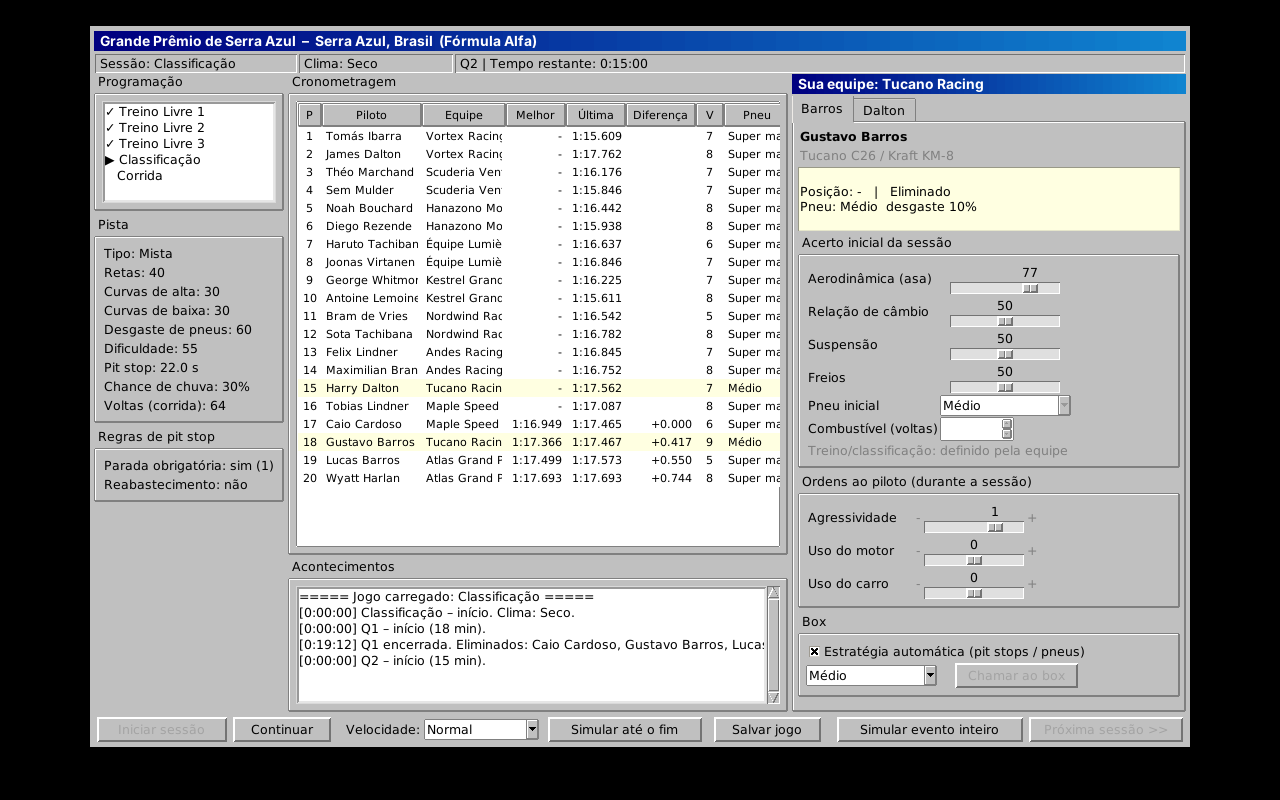 Grande Prêmio de Serra Azul – Serra Azul, Brasil (Fórmula Alfa)
Sessão: Classificação
Clima: Seco
Q2 | Tempo restante: 0:15:00
Programação
✓ Treino Livre 1
✓ Treino Livre 2
✓ Treino Livre 3
▶ Classificação
Corrida
Pista
Tipo: Mista
Retas: 40
Curvas de alta: 30
Curvas de baixa: 30
Desgaste de pneus: 60
Dificuldade: 55
Pit stop: 22.0 s
Chance de chuva: 30%
Voltas (corrida): 64
Regras de pit stop
Parada obrigatória: sim (1)
Reabastecimento: não
Cronometragem
P Piloto Equipe Melhor Última Diferença V Pneu
1 Tomás Ibarra Vortex Racing - 1:15.609 7 Super ma
2 James Dalton Vortex Racing - 1:17.762 8 Super ma
3 Théo Marchand Scuderia Ven - 1:16.176 7 Super ma
4 Sem Mulder Scuderia Ven - 1:15.846 7 Super ma
5 Noah Bouchard Hanazono Mo - 1:16.442 8 Super ma
6 Diego Rezende Hanazono Mo - 1:15.938 8 Super ma
7 Haruto Tachiban Équipe Lumiè - 1:16.637 6 Super ma
8 Joonas Virtanen Équipe Lumiè - 1:16.846 7 Super ma
9 George Whitmor Kestrel Grand - 1:16.225 7 Super ma
10 Antoine Lemoine Kestrel Grand - 1:15.611 8 Super ma
11 Bram de Vries Nordwind Rac - 1:16.542 5 Super ma
12 Sota Tachibana Nordwind Rac - 1:16.782 8 Super ma
13 Felix Lindner Andes Racing - 1:16.845 7 Super ma
14 Maximilian Bran Andes Racing - 1:16.752 8 Super ma
15 Harry Dalton Tucano Racin - 1:17.562 7 Médio
16 Tobias Lindner Maple Speed - 1:17.087 8 Super ma
17 Caio Cardoso Maple Speed 1:16.949 1:17.465 +0.000 6 Super ma
18 Gustavo Barros Tucano Racin 1:17.366 1:17.467 +0.417 9 Médio
19 Lucas Barros Atlas Grand P 1:17.499 1:17.573 +0.550 5 Super ma
20 Wyatt Harlan Atlas Grand P 1:17.693 1:17.693 +0.744 8 Super ma
Acontecimentos
===== Jogo carregado: Classificação =====
[0:00:00] Classificação – início. Clima: Seco.
[0:00:00] Q1 – início (18 min).
[0:19:12] Q1 encerrada. Eliminados: Caio Cardoso, Gustavo Barros, Lucas
[0:00:00] Q2 – início (15 min).
Sua equipe: Tucano Racing
Barros Dalton
Gustavo Barros
Tucano C26 / Kraft KM-8
Posição: - | Eliminado
Pneu: Médio desgaste 10%
Acerto inicial da sessão
Aerodinâmica (asa) 77
Relação de câmbio 50
Suspensão 50
Freios 50
Pneu inicial Médio
Combustível (voltas)
Treino/classificação: definido pela equipe
Ordens ao piloto (durante a sessão)
Agressividade - 1 +
Uso do motor - 0 +
Uso do carro - 0 +
Box
Estratégia automática (pit stops / pneus)
Médio Chamar ao box
Iniciar sessão Continuar Velocidade: Normal Simular até o fim Salvar jogo Simular evento inteiro Próxima sessão >>